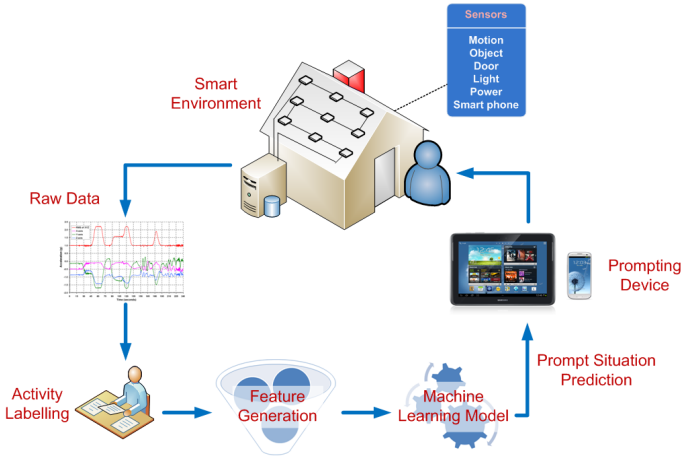 Sensors
Motion
Object
Door
Light
Power
Smart phone
Smart
Environment
Raw Data
Prompting
Device
Prompt Situation
Prediction
Activity
Labelling
Feature
Generation
Machine
Learning Model